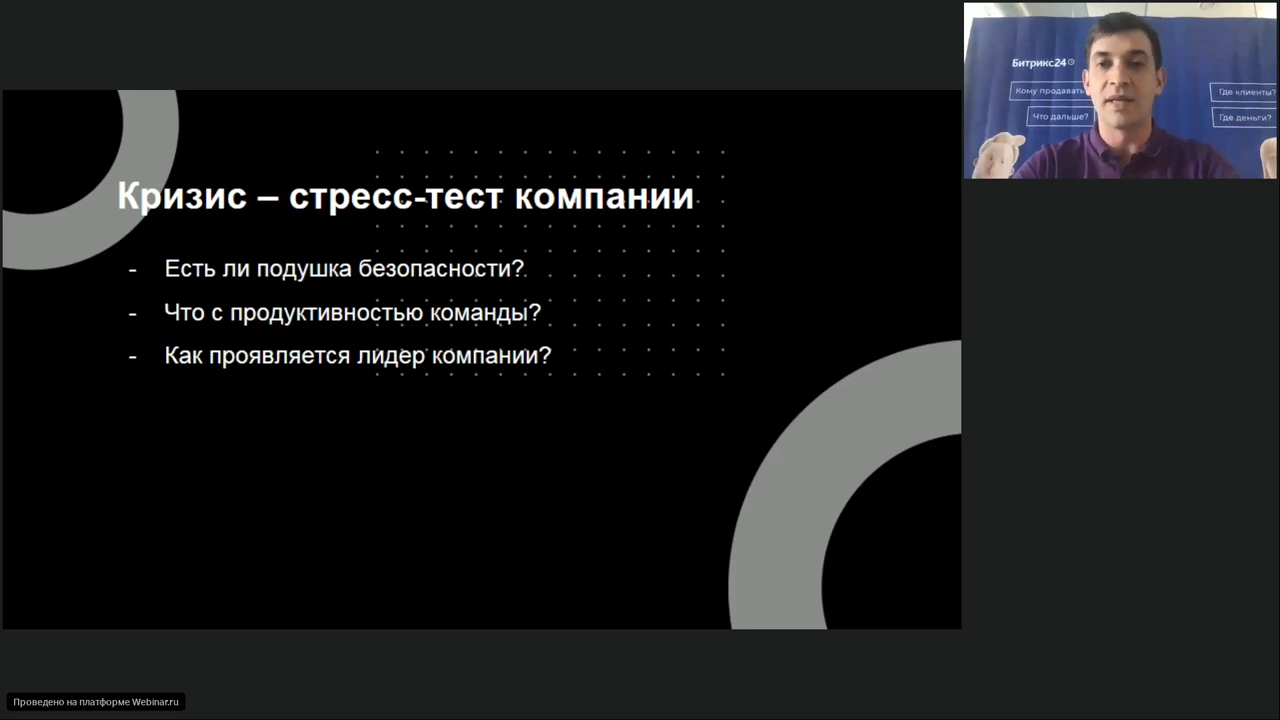 Кризис – стресс-тест компании
- Есть ли подушка безопасности?
- Что с продуктивностью команды?
- Как проявляется лидер компании?
Битрикс24
Кому продавать
Где клиенты?
Что дальше?
Где деньги?
Проведено на платформе Webinar.ru